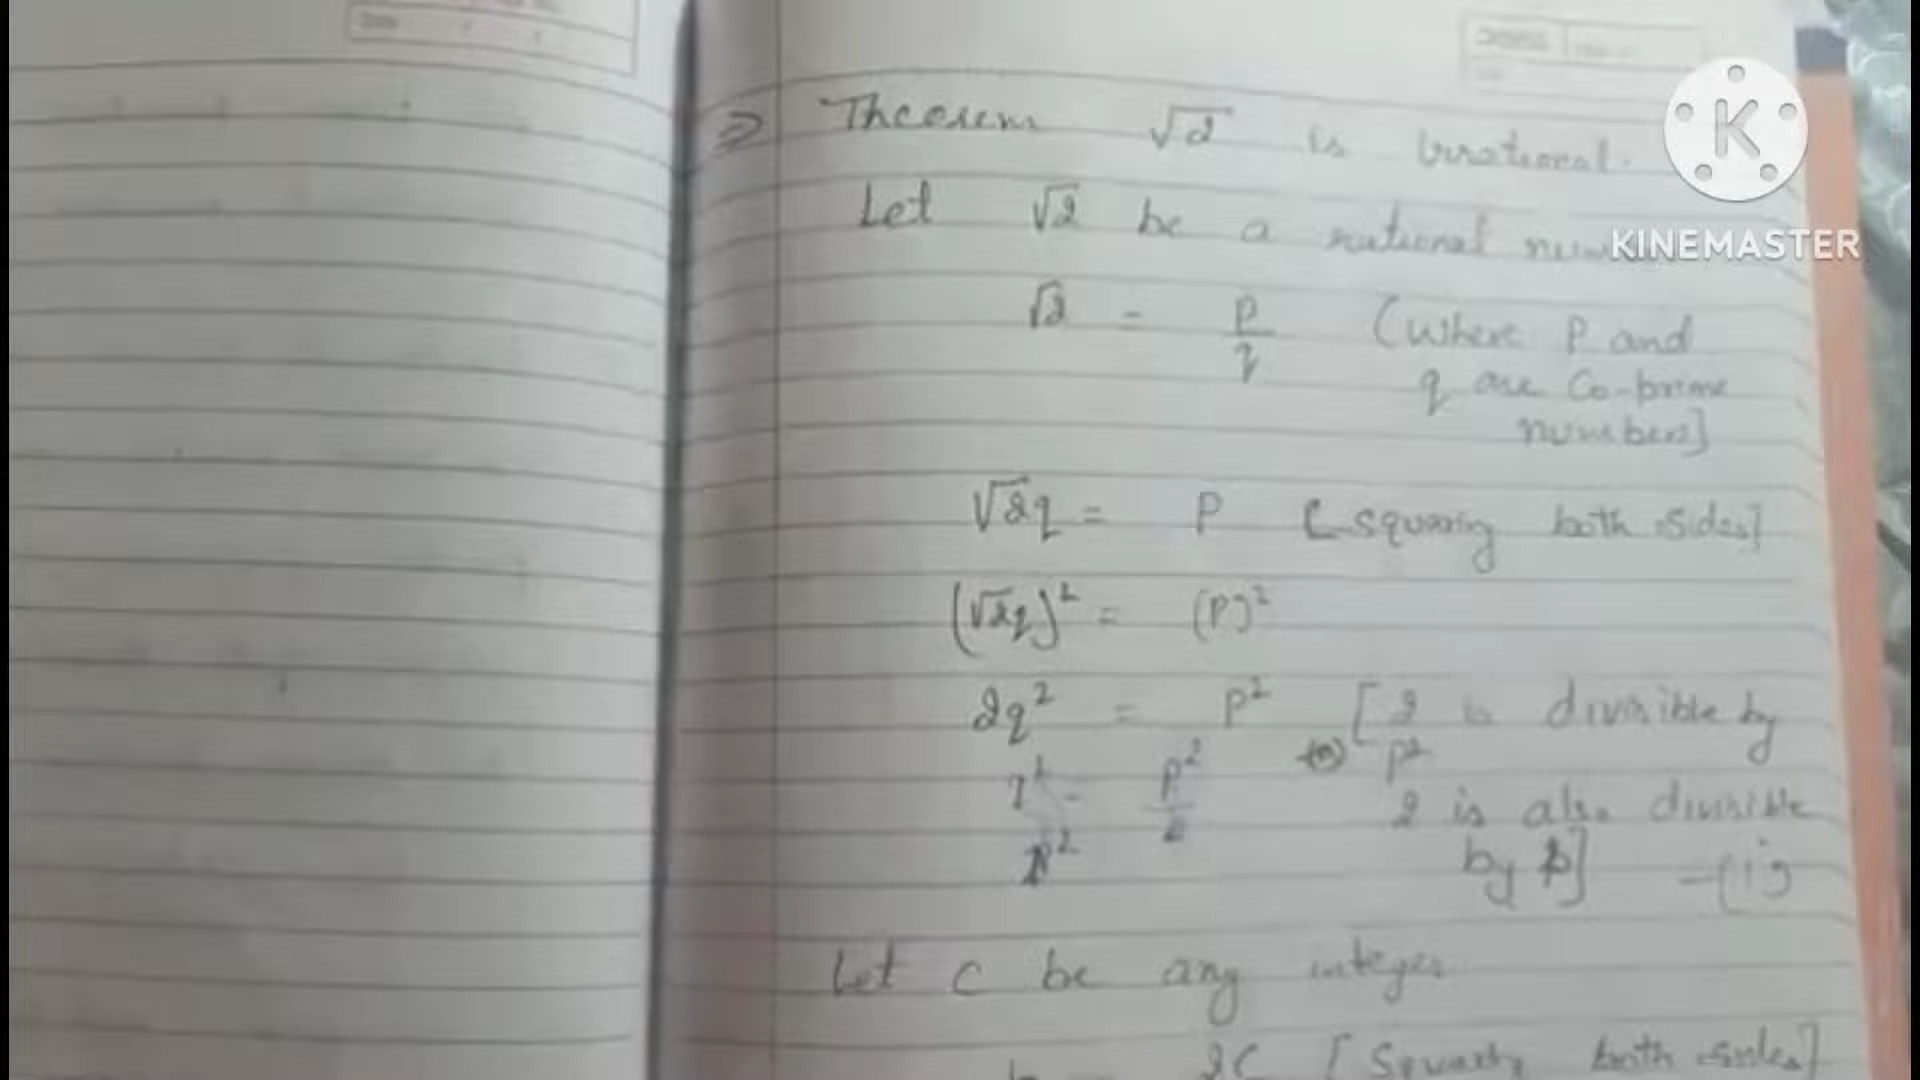 ⇒ Theorem √2 is irrational.
Let √2 be a rational
√2 = p/q (where P and
q are Co-prime
numbers]
√2q = P [squaring both sides]
(√2q)² = (P)²
2q² = P² [2 is divisible by
P²
q² = P²/2
2 is also divisible
by p] -(i)
Let C be any integer
2C [Squaring both sides]
KINEMASTER